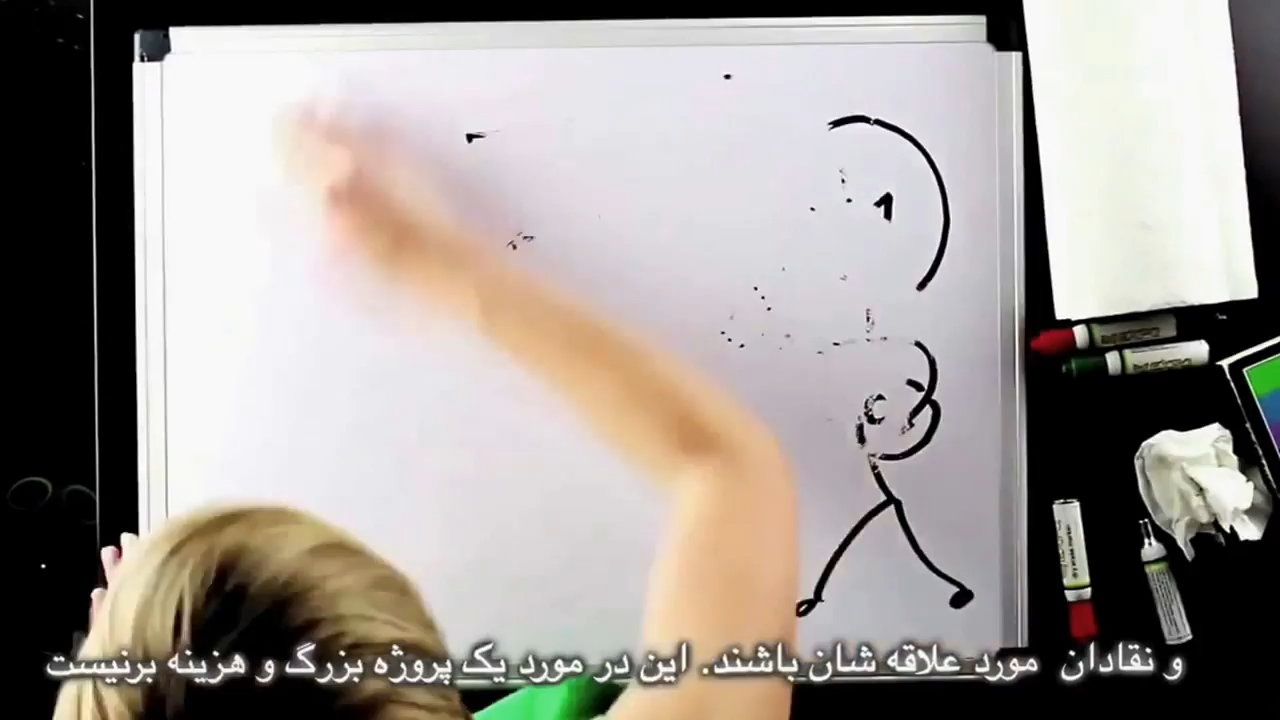 و نقادان مورد علاقه شان باشند. این در مورد یک پروژه بزرگ و هزینه برنیست